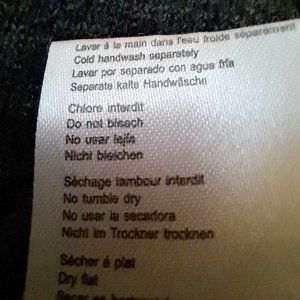 Laver à la main dans l'eau froide séparément
Cold handwash separately
Lavar por separado con agua fría
Separate kalte Handwäsche
Chlore interdit
Do not bleach
No usar lejía
Nicht bleichen
Séchage tambour interdit
No tumble dry
No usar la secadora
Nicht im Trockner trocknen
Sécher à plat
Dry flat
Secar en